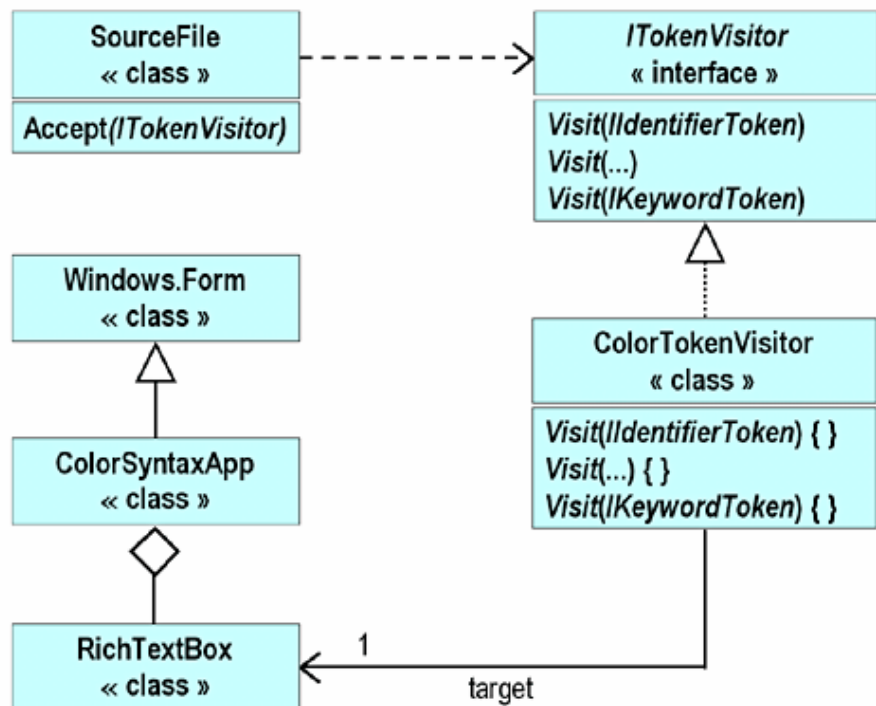 SourceFile
« class »
Accept(ITokenVisitor)
ITokenVisitor
« interface »
Visit(IIdentifierToken)
Visit(...)
Visit(IKeywordToken)
Windows.Form
« class »
ColorSyntaxApp
« class »
RichTextBox
« class »
ColorTokenVisitor
« class »
Visit(IIdentifierToken) { }
Visit(...) { }
Visit(IKeywordToken) { }
1
target